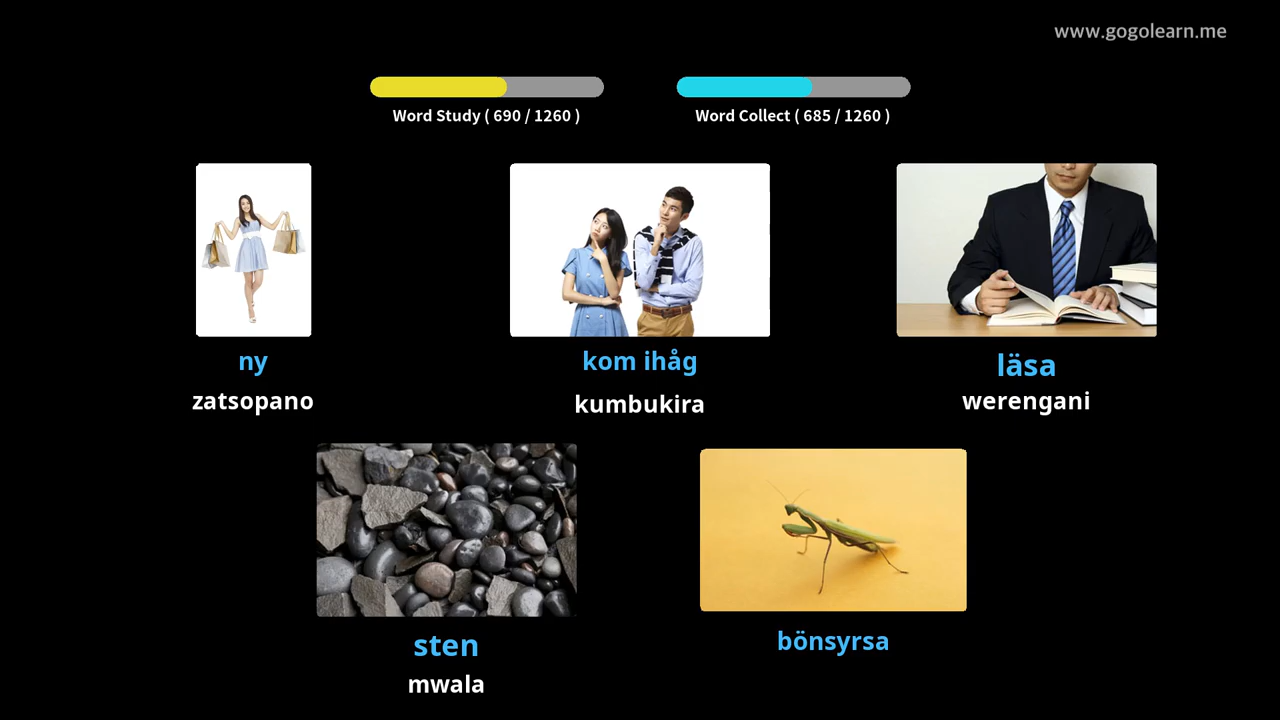 www.gogolearn.me
Word Study ( 690 / 1260 )
Word Collect ( 685 / 1260 )
ny
zatsopano
kom ihåg
kumbukira
läsa
werengani
sten
mwala
bönsyrsa